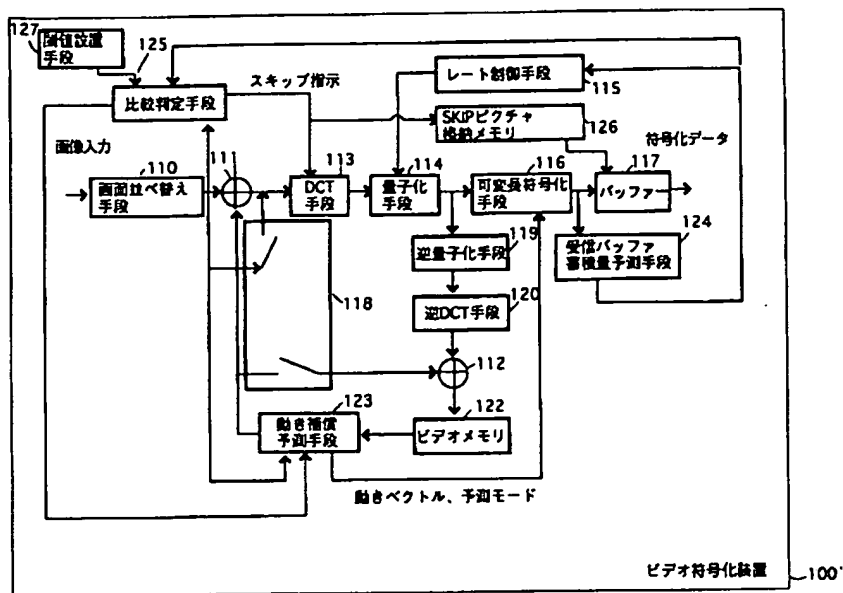 127
閾値設置
手段
125
比較判定手段
スキップ指示
レート制御手段
115
SKIPピクチャ
格納メモリ
126
符号化データ
画像入力
110
画面並べ替え
手段
111
113
DCT
手段
114
量子化
手段
116
可変長符号化
手段
117
バッファ
124
受信バッファ
蓄積量予測手段
119
逆量子化手段
118
120
逆DCT手段
112
123
動き補償
予測手段
122
ビデオメモリ
動きベクトル、予測モード
ビデオ符号化装置
100'